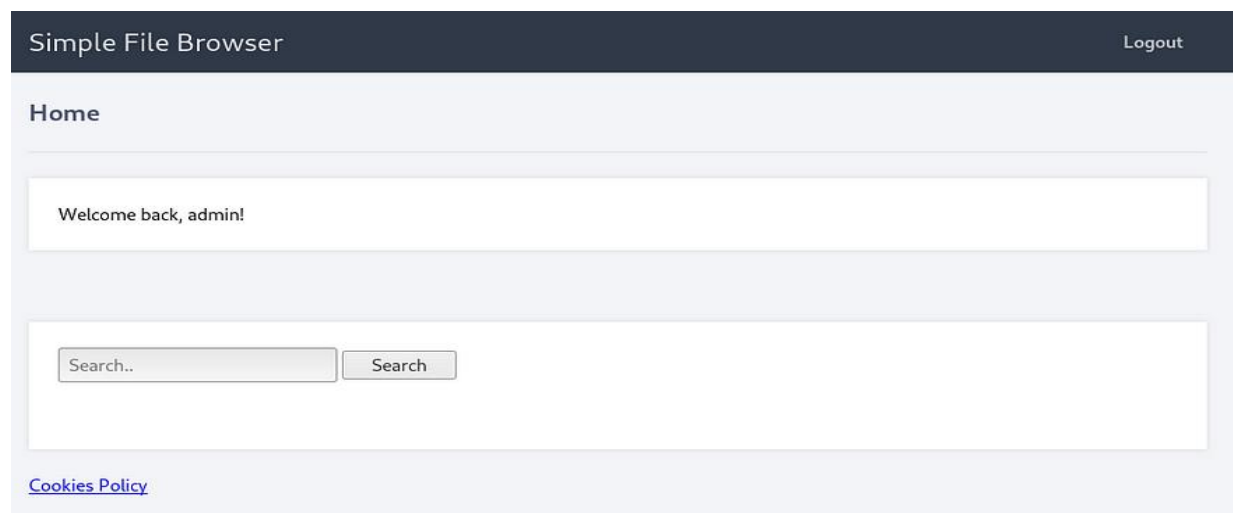 Simple File Browser
Logout
Home
Welcome back, admin!
Search..
Search
Cookies Policy